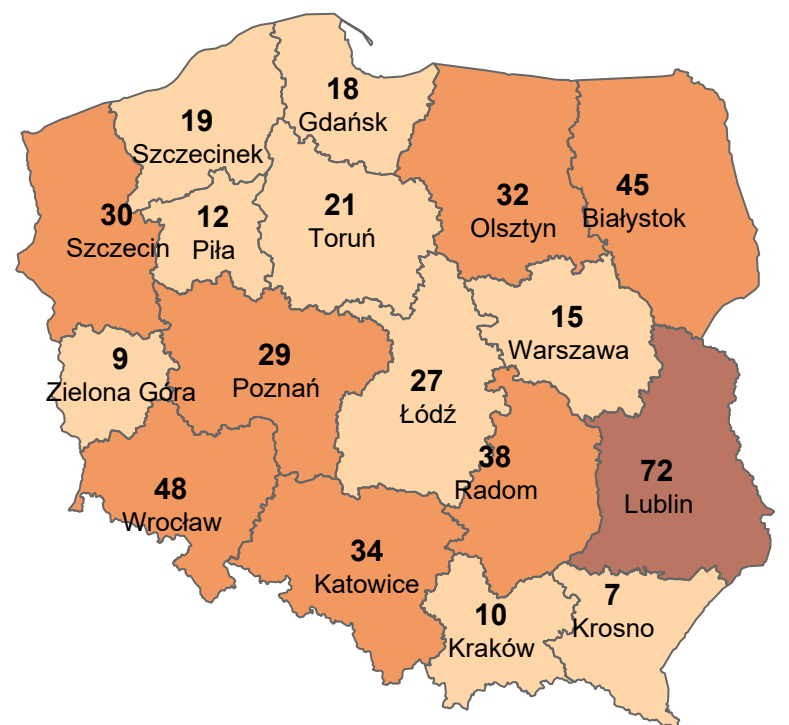 18
Gdańsk
19
Szczecinek
45
Białystok
32
Olsztyn
21
Toruń
30
Szczecin
12
Piła
15
Warszawa
9
Zielona Góra
29
Poznań
27
Łódź
38
Radom
72
Lublin
48
Wrocław
34
Katowice
7
Krosno
10
Kraków